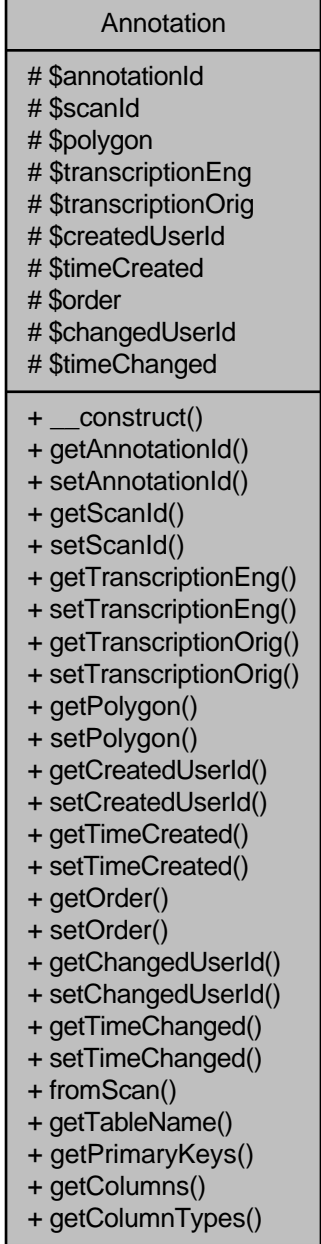 Annotation
# $annotationId
# $scanId
# $polygon
# $transcriptionEng
# $transcriptionOrig
# $createdUserId
# $timeCreated
# $order
# $changedUserId
# $timeChanged
+ __construct()
+ getAnnotationId()
+ setAnnotationId()
+ getScanId()
+ setScanId()
+ getTranscriptionEng()
+ setTranscriptionEng()
+ getTranscriptionOrig()
+ setTranscriptionOrig()
+ getPolygon()
+ setPolygon()
+ getCreatedUserId()
+ setCreatedUserId()
+ getTimeCreated()
+ setTimeCreated()
+ getOrder()
+ setOrder()
+ getChangedUserId()
+ setChangedUserId()
+ getTimeChanged()
+ setTimeChanged()
+ fromScan()
+ getTableName()
+ getPrimaryKeys()
+ getColumns()
+ getColumnTypes()